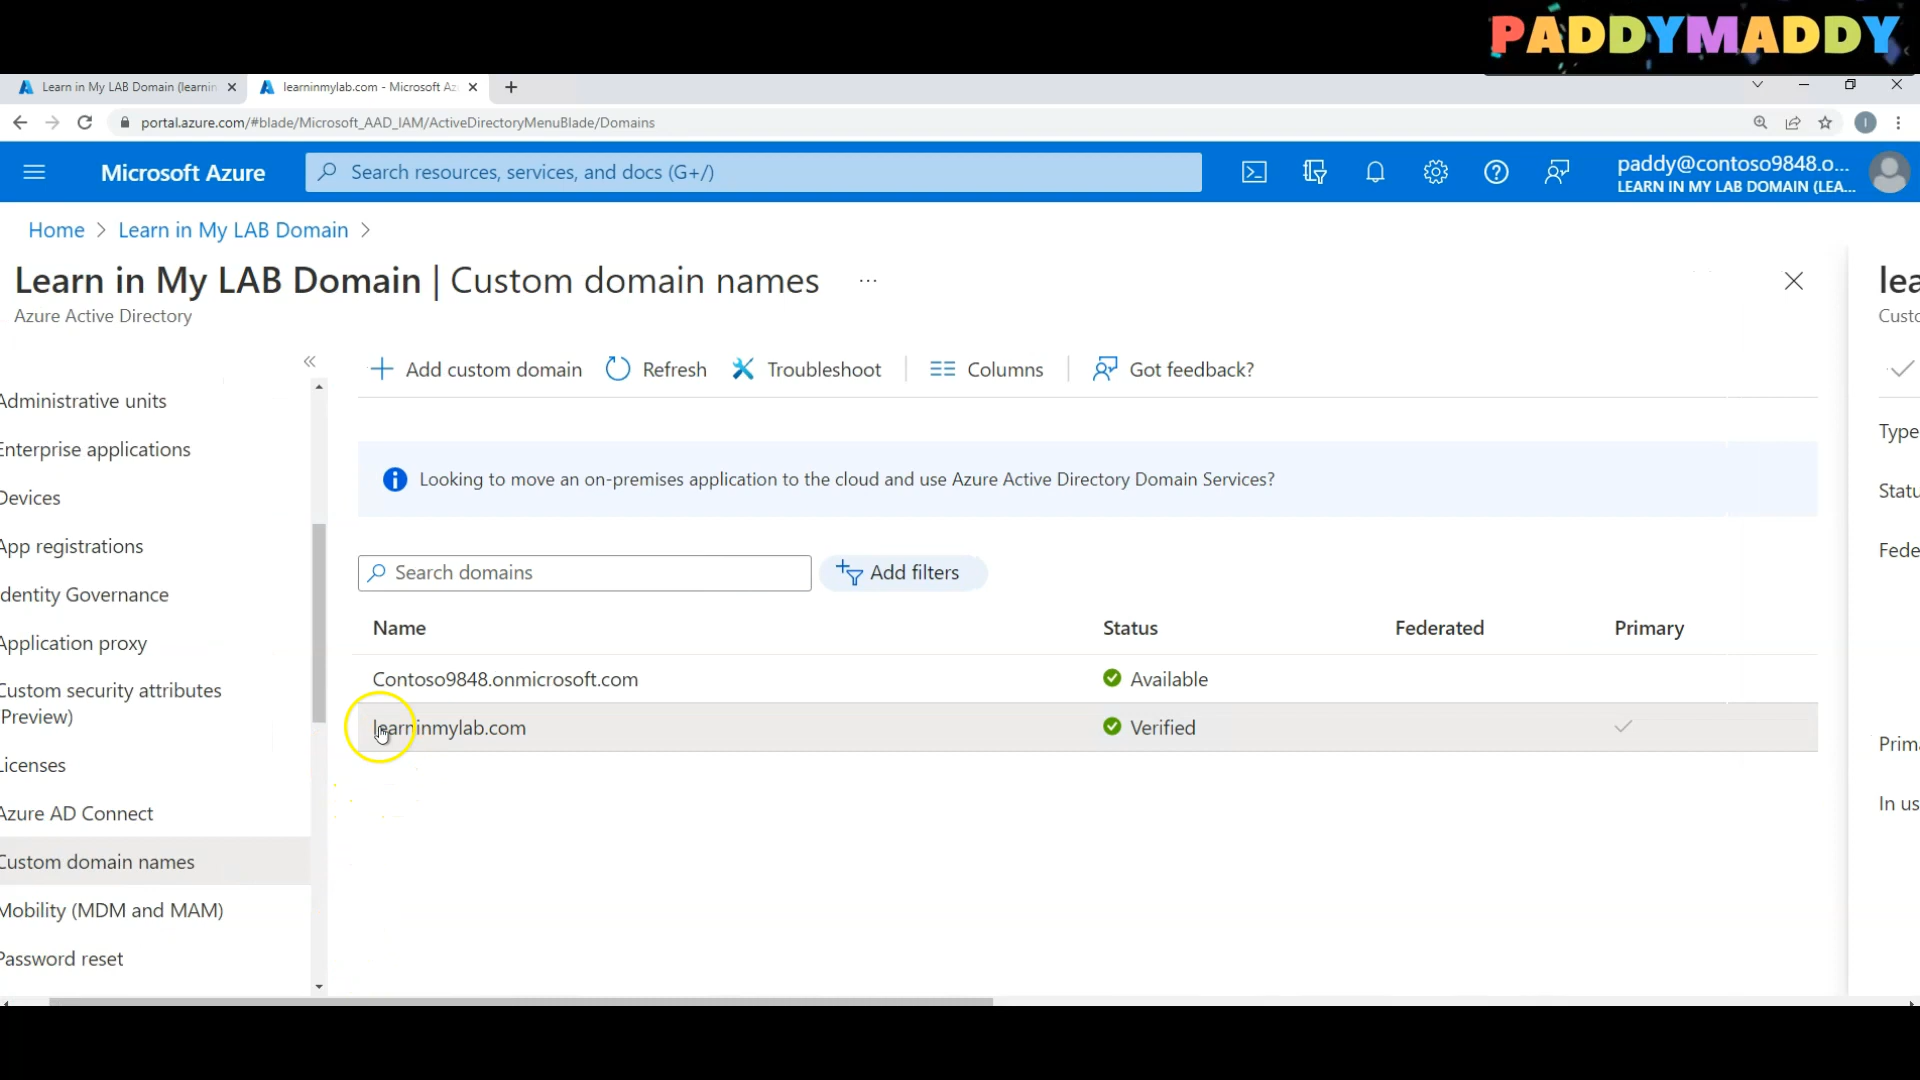 PADDYMADDY
Learn in My LAB Domain (learnin
learninmylab.com - Microsoft Az
portal.azure.com/#blade/Microsoft_AAD_IAM/ActiveDirectoryMenuBlade/Domains
I
Microsoft Azure
Search resources, services, and docs (G+/)
paddy@contoso9848.o...
LEARN IN MY LAB DOMAIN (LEA...
Home > Learn in My LAB Domain >
Learn in My LAB Domain | Custom domain names ...
Azure Active Directory
lea
Custo
Add custom domain Refresh Troubleshoot Columns Got feedback?
Administrative units
Enterprise applications
Devices
App registrations
Identity Governance
Application proxy
Custom security attributes
(Preview)
Licenses
Azure AD Connect
Custom domain names
Mobility (MDM and MAM)
Password reset
Looking to move an on-premises application to the cloud and use Azure Active Directory Domain Services?
Search domains
Add filters
Name Status Federated Primary
Contoso9848.onmicrosoft.com Available
learninmylab.com Verified
Type
Statu
Fede
Prima
In us